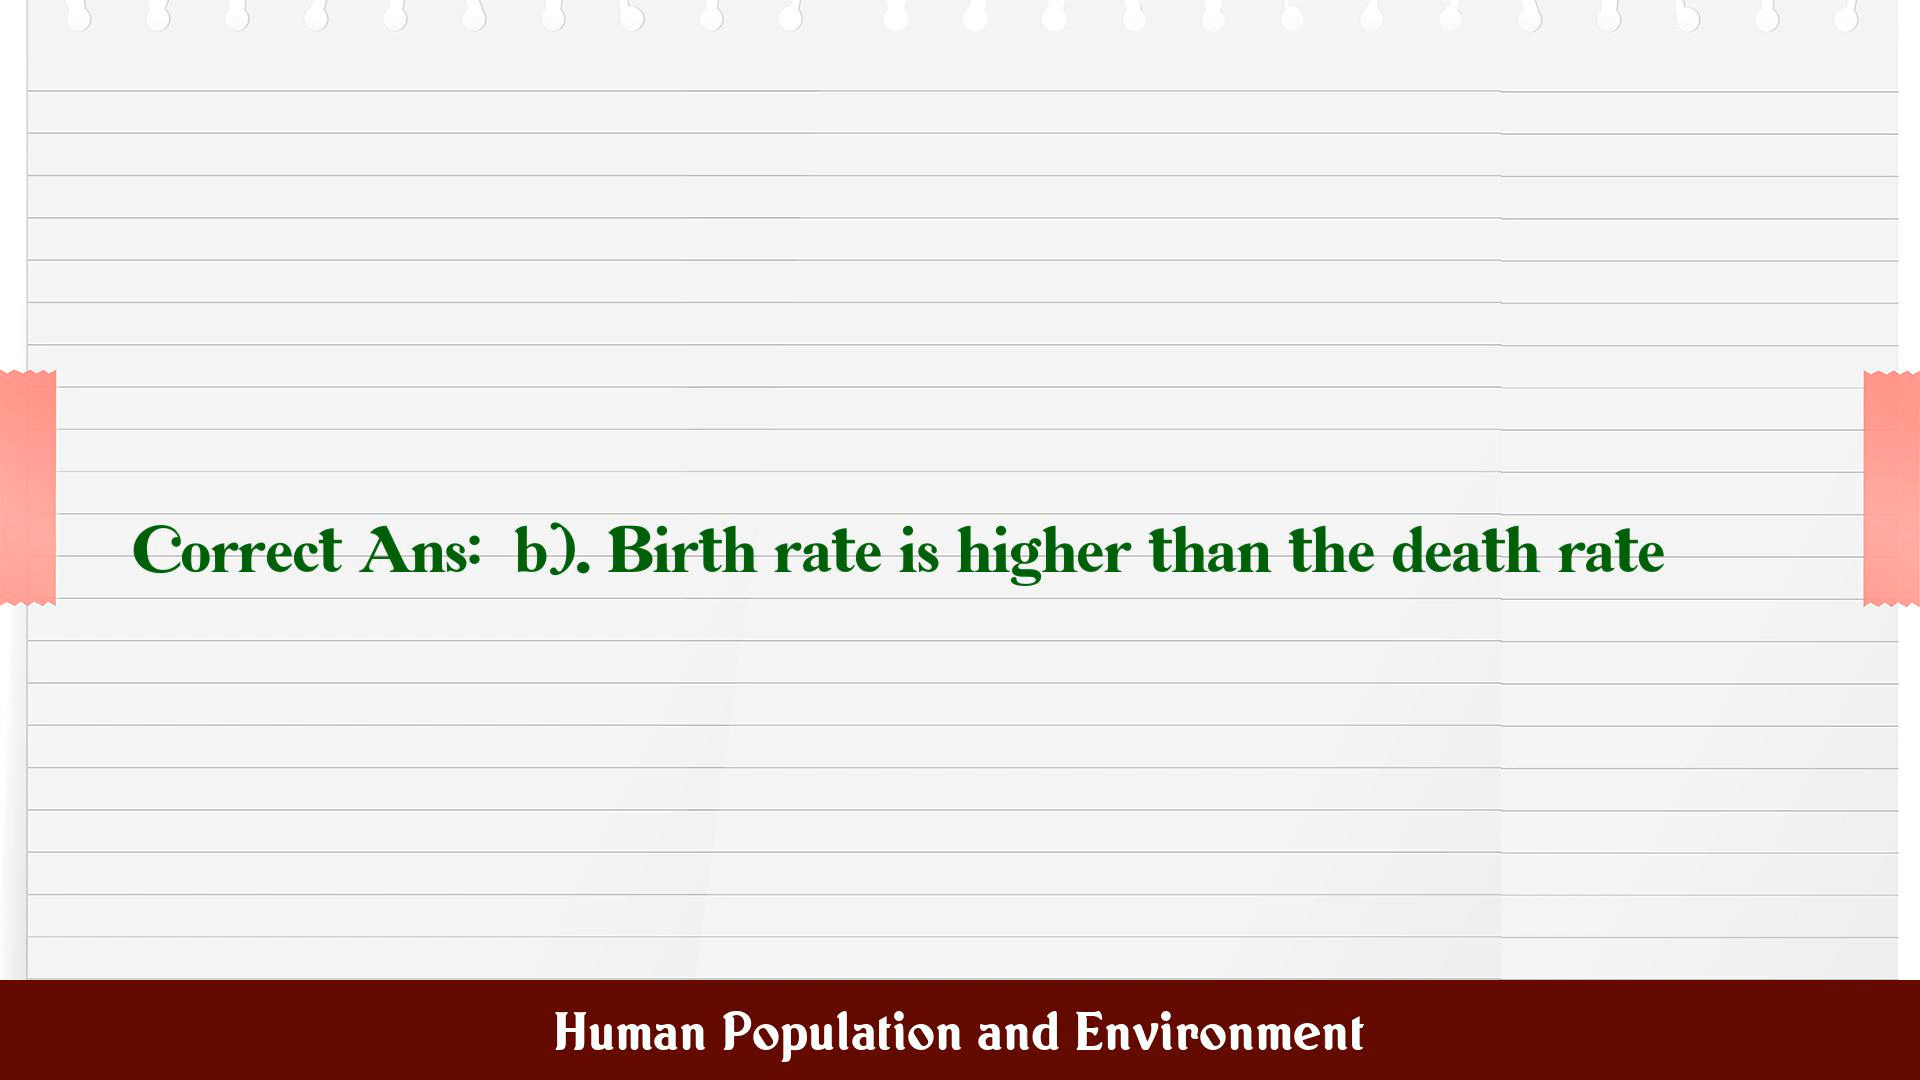 Correct Ans: b). Birth rate is higher than the death rate
Human Population and Environment